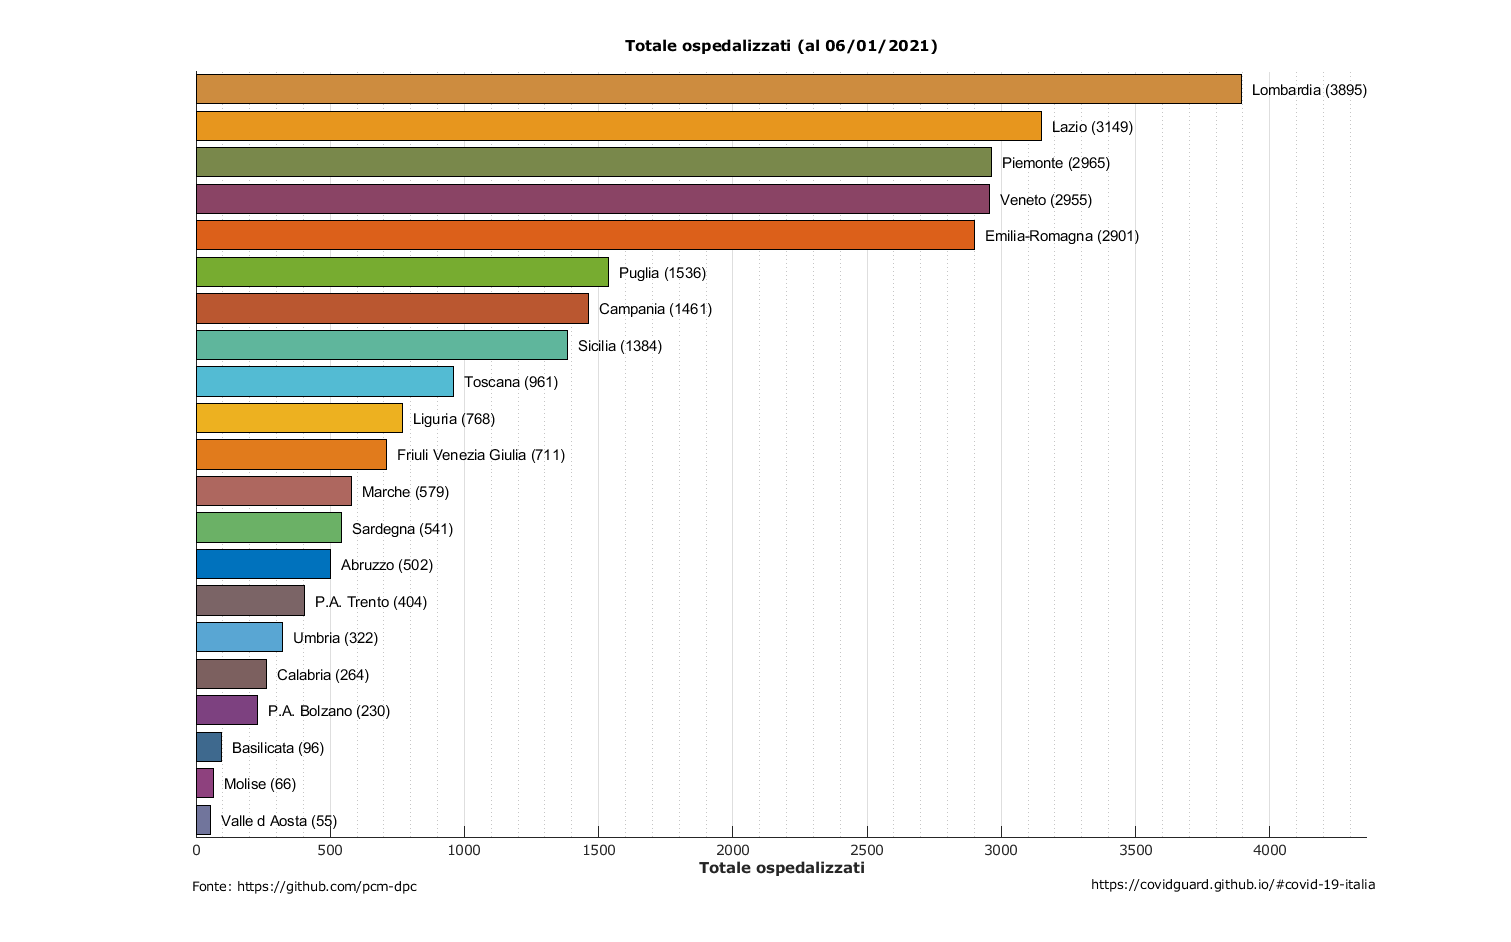 Totale ospedalizzati (al 06/01/2021)
Lombardia (3895)
Lazio (3149)
Piemonte (2965)
Veneto (2955)
Emilia-Romagna (2901)
Puglia (1536)
Campania (1461)
Sicilia (1384)
Toscana (961)
Liguria (768)
Friuli Venezia Giulia (711)
Marche (579)
Sardegna (541)
Abruzzo (502)
P.A. Trento (404)
Umbria (322)
Calabria (264)
P.A. Bolzano (230)
Basilicata (96)
Molise (66)
Valle d Aosta (55)
0 500 1000 1500 2000 2500 3000 3500 4000
Totale ospedalizzati
Fonte: https://github.com/pcm-dpc
https://covidguard.github.io/#covid-19-italia